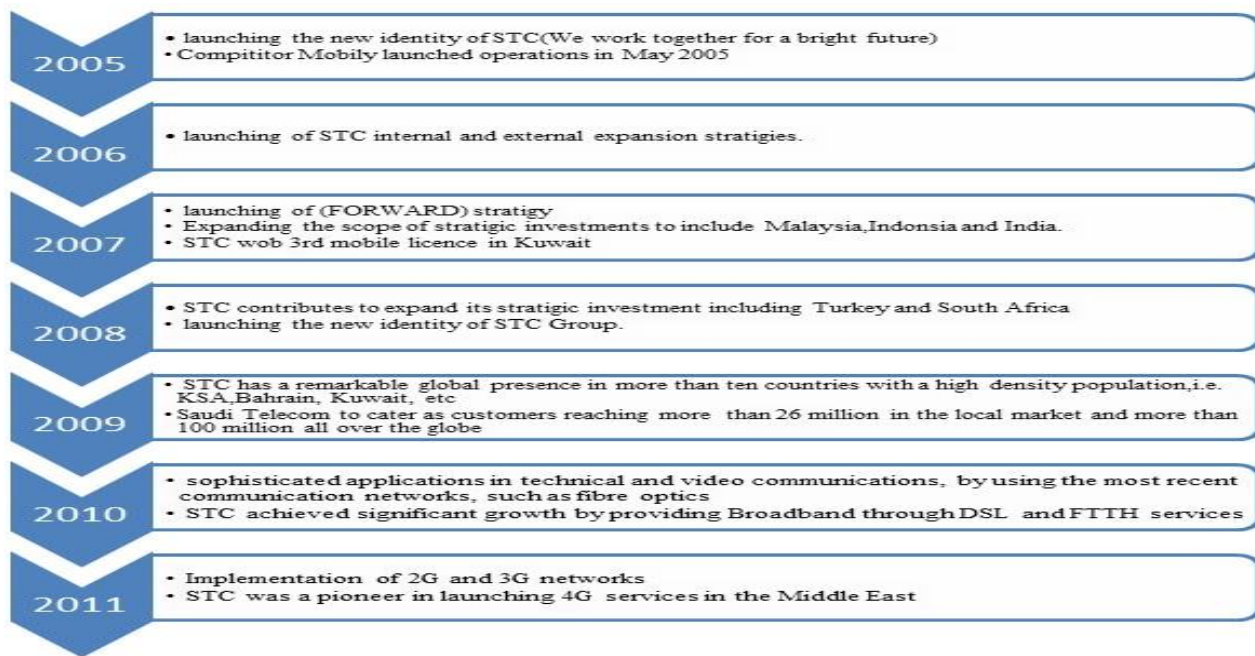 2005
• launching the new identity of STC(We work together for a bright future)
• Compititor Mobily launched operations in May 2005
2006
• launching of STC internal and external expansion stratigies.
2007
• launching of (FORWARD) stratigy
• Expanding the scope of stratigic investments to include Malaysia,Indonsia and India.
• STC wob 3rd mobile licence in Kuwait
2008
• STC contributes to expand its stratigic investment including Turkey and South Africa
• launching the new identity of STC Group.
2009
• STC has a remarkable global presence in more than ten countries with a high density population,i.e.
KSA,Bahrain, Kuwait, etc
• Saudi Telecom to cater as customers reaching more than 26 million in the local market and more than
100 million all over the globe
2010
• sophisticated applications in technical and video communications, by using the most recent
communication networks, such as fibre optics
• STC achieved significant growth by providing Broadband through DSL and FTTH services
2011
• Implementation of 2G and 3G networks
• STC was a pioneer in launching 4G services in the Middle East